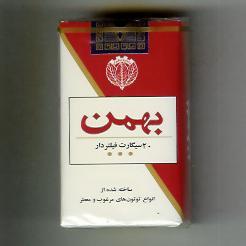 بهمن
۲۰ سیگارت فیلتردار
ساخته شده از
انواع توتون‌های مرغوب و معطر